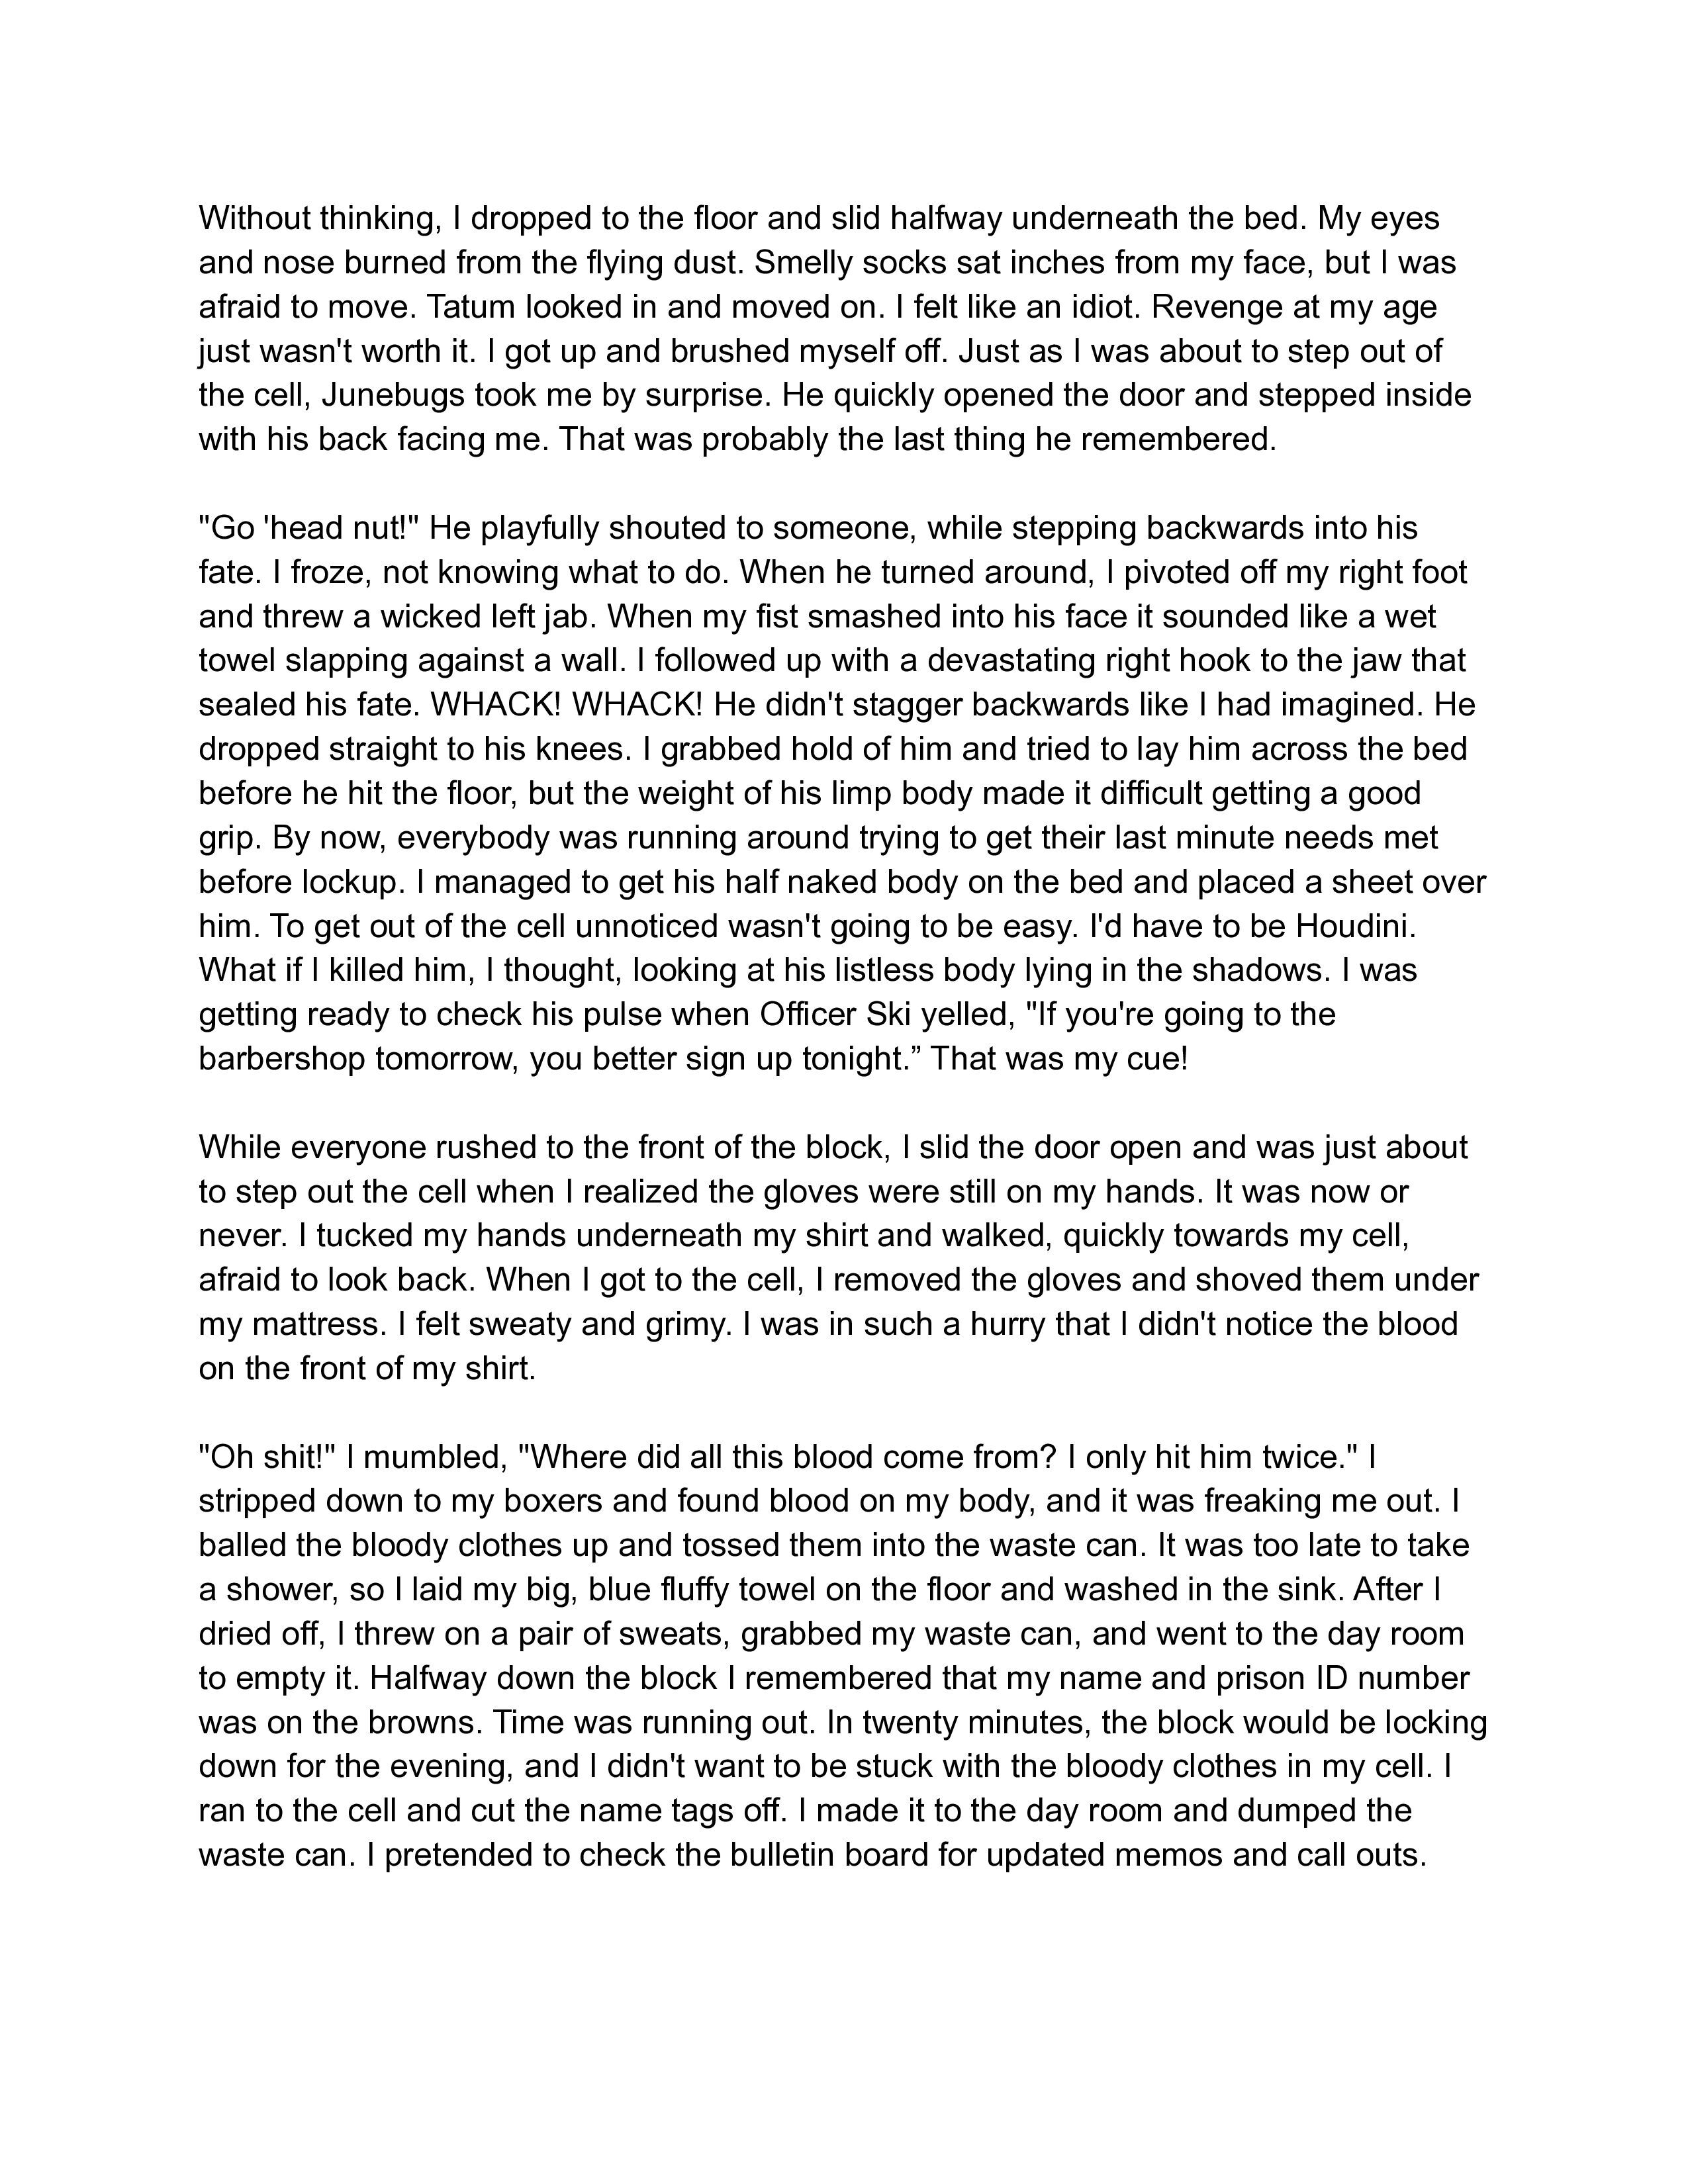 Without thinking, I dropped to the floor and slid halfway underneath the bed. My eyes
and nose burned from the flying dust. Smelly socks sat inches from my face, but I was
afraid to move. Tatum looked in and moved on. I felt like an idiot. Revenge at my age
just wasn't worth it. I got up and brushed myself off. Just as I was about to step out of
the cell, Junebugs took me by surprise. He quickly opened the door and stepped inside
with his back facing me. That was probably the last thing he remembered.

"Go 'head nut!" He playfully shouted to someone, while stepping backwards into his
fate. I froze, not knowing what to do. When he turned around, I pivoted off my right foot
and threw a wicked left jab. When my fist smashed into his face it sounded like a wet
towel slapping against a wall. I followed up with a devastating right hook to the jaw that
sealed his fate. WHACK! WHACK! He didn't stagger backwards like I had imagined. He
dropped straight to his knees. I grabbed hold of him and tried to lay him across the bed
before he hit the floor, but the weight of his limp body made it difficult getting a good
grip. By now, everybody was running around trying to get their last minute needs met
before lockup. I managed to get his half naked body on the bed and placed a sheet over
him. To get out of the cell unnoticed wasn't going to be easy. I'd have to be Houdini.
What if I killed him, I thought, looking at his listless body lying in the shadows. I was
getting ready to check his pulse when Officer Ski yelled, "If you're going to the
barbershop tomorrow, you better sign up tonight.” That was my cue!

While everyone rushed to the front of the block, I slid the door open and was just about
to step out the cell when I realized the gloves were still on my hands. It was now or
never. I tucked my hands underneath my shirt and walked, quickly towards my cell,
afraid to look back. When I got to the cell, I removed the gloves and shoved them under
my mattress. I felt sweaty and grimy. I was in such a hurry that I didn't notice the blood
on the front of my shirt.

"Oh shit!" I mumbled, "Where did all this blood come from? I only hit him twice." I
stripped down to my boxers and found blood on my body, and it was freaking me out. I
balled the bloody clothes up and tossed them into the waste can. It was too late to take
a shower, so I laid my big, blue fluffy towel on the floor and washed in the sink. After I
dried off, I threw on a pair of sweats, grabbed my waste can, and went to the day room
to empty it. Halfway down the block I remembered that my name and prison ID number
was on the browns. Time was running out. In twenty minutes, the block would be locking
down for the evening, and I didn't want to be stuck with the bloody clothes in my cell. I
ran to the cell and cut the name tags off. I made it to the day room and dumped the
waste can. I pretended to check the bulletin board for updated memos and call outs.